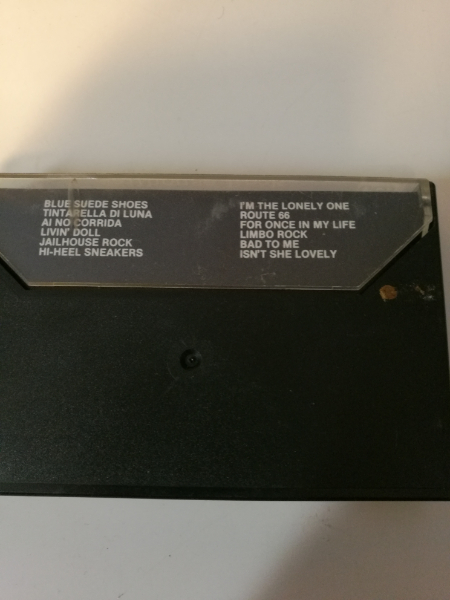 BLUE SUEDE SHOES
TINTARELLA DI LUNA
AI NO CORRIDA
LIVIN' DOLL
JAILHOUSE ROCK
HI-HEEL SNEAKERS
I'M THE LONELY ONE
ROUTE 66
FOR ONCE IN MY LIFE
LIMBO ROCK
BAD TO ME
ISN'T SHE LOVELY